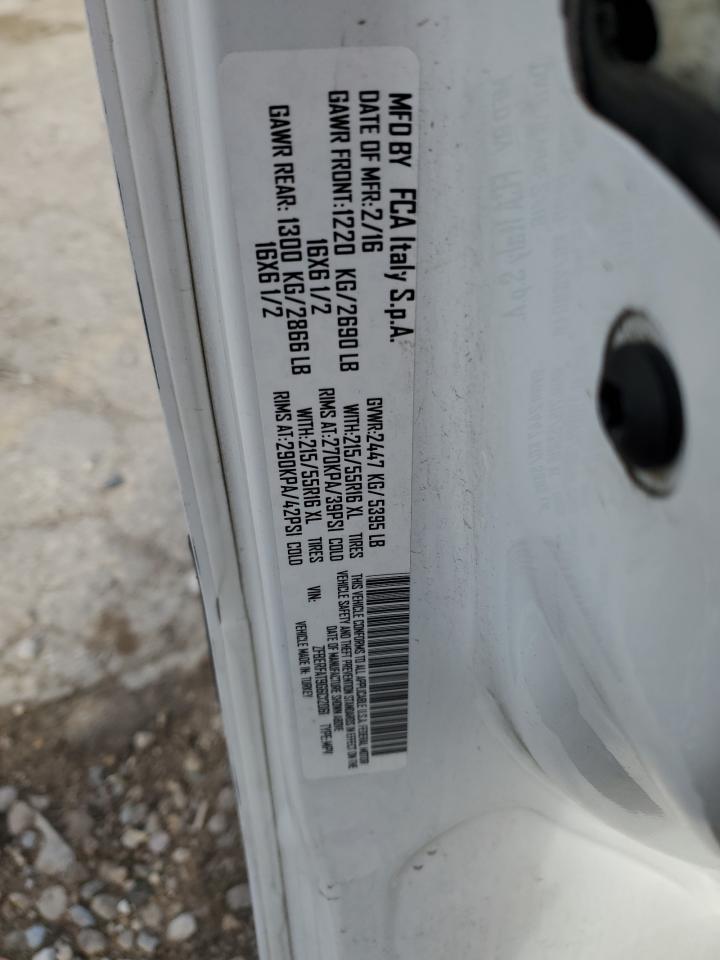 MFD BY FCA Italy S.p.A.
DATE OF MFR: 2/16 GVWR: 2447 KG/5395 LB
GAWR FRONT: 1220 KG/2690 LB WITH: 215/55R16 XL TIRES
16X6 1/2 RIMS AT: 270KPA/39PSI COLD
GAWR REAR: 1300 KG/2866 LB WITH: 215/55R16 XL TIRES
16X6 1/2 RIMS AT: 290KPA/42PSI COLD
THIS VEHICLE CONFORMS TO ALL APPLICABLE U.S.A. FEDERAL MOTOR
VEHICLE SAFETY AND THEFT PREVENTION STANDARDS IN EFFECT ON THE
DATE OF MANUFACTURE SHOWN ABOVE
VIN: TYPE: MPV
VEHICLE MADE IN: TURKEY